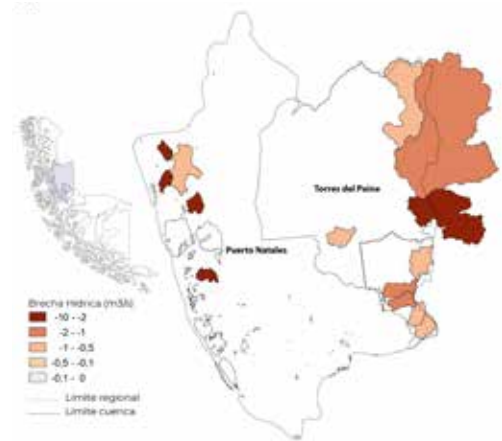 Torres del Paine
Puerto Natales
Brecha Hídrica (m3/s)
-10 - -2
-2 - -1
-1 - -0,5
-0,5 - -0,1
-0,1 - 0
Límite regional
Límite cuenca